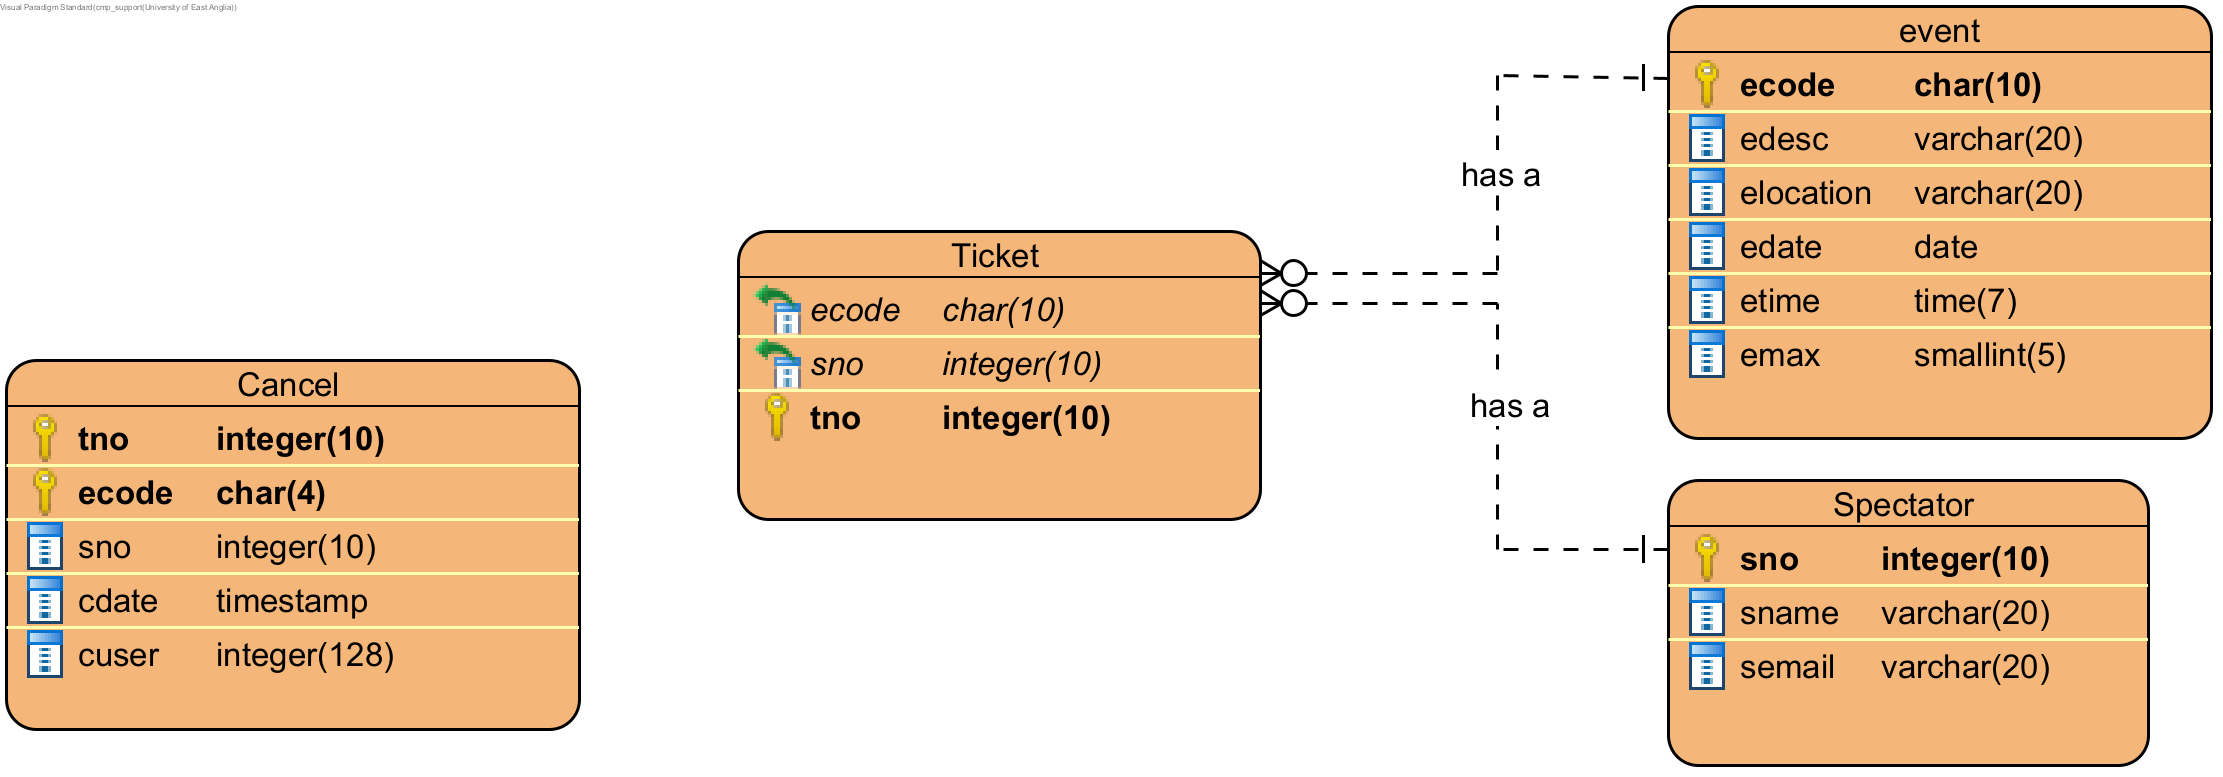 Visual Paradigm Standard(cmp_support(University of East Anglia))
event
ecode char(10)
edesc varchar(20)
elocation varchar(20)
edate date
etime time(7)
emax smallint(5)
has a
Ticket
ecode char(10)
sno integer(10)
tno integer(10)
has a
Cancel
tno integer(10)
ecode char(4)
sno integer(10)
cdate timestamp
cuser integer(128)
Spectator
sno integer(10)
sname varchar(20)
semail varchar(20)